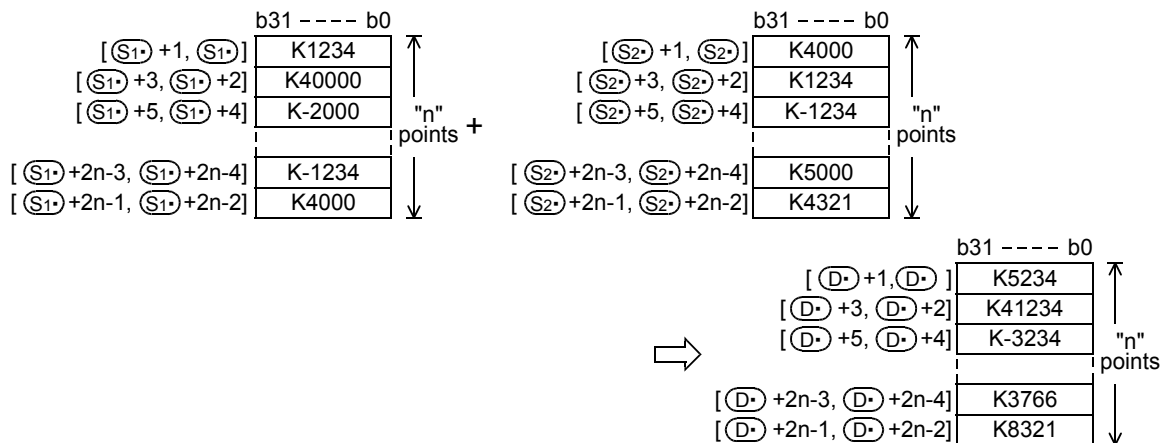 b31 ---- b0
[(S1•) +1, (S1•)] K1234
[(S1•) +3, (S1•) +2] K40000
[(S1•) +5, (S1•) +4] K-2000
[(S1•) +2n-3, (S1•) +2n-4] K-1234
[(S1•) +2n-1, (S1•) +2n-2] K4000
"n"
points
+
b31 ---- b0
[(S2•) +1, (S2•)] K4000
[(S2•) +3, (S2•) +2] K1234
[(S2•) +5, (S2•) +4] K-1234
[(S2•) +2n-3, (S2•) +2n-4] K5000
[(S2•) +2n-1, (S2•) +2n-2] K4321
"n"
points
b31 ---- b0
[(D•) +1,(D•) ] K5234
[(D•) +3, (D•) +2] K41234
[(D•) +5, (D•) +4] K-3234
[(D•) +2n-3, (D•) +2n-4] K3766
[(D•) +2n-1, (D•) +2n-2] K8321
"n"
points